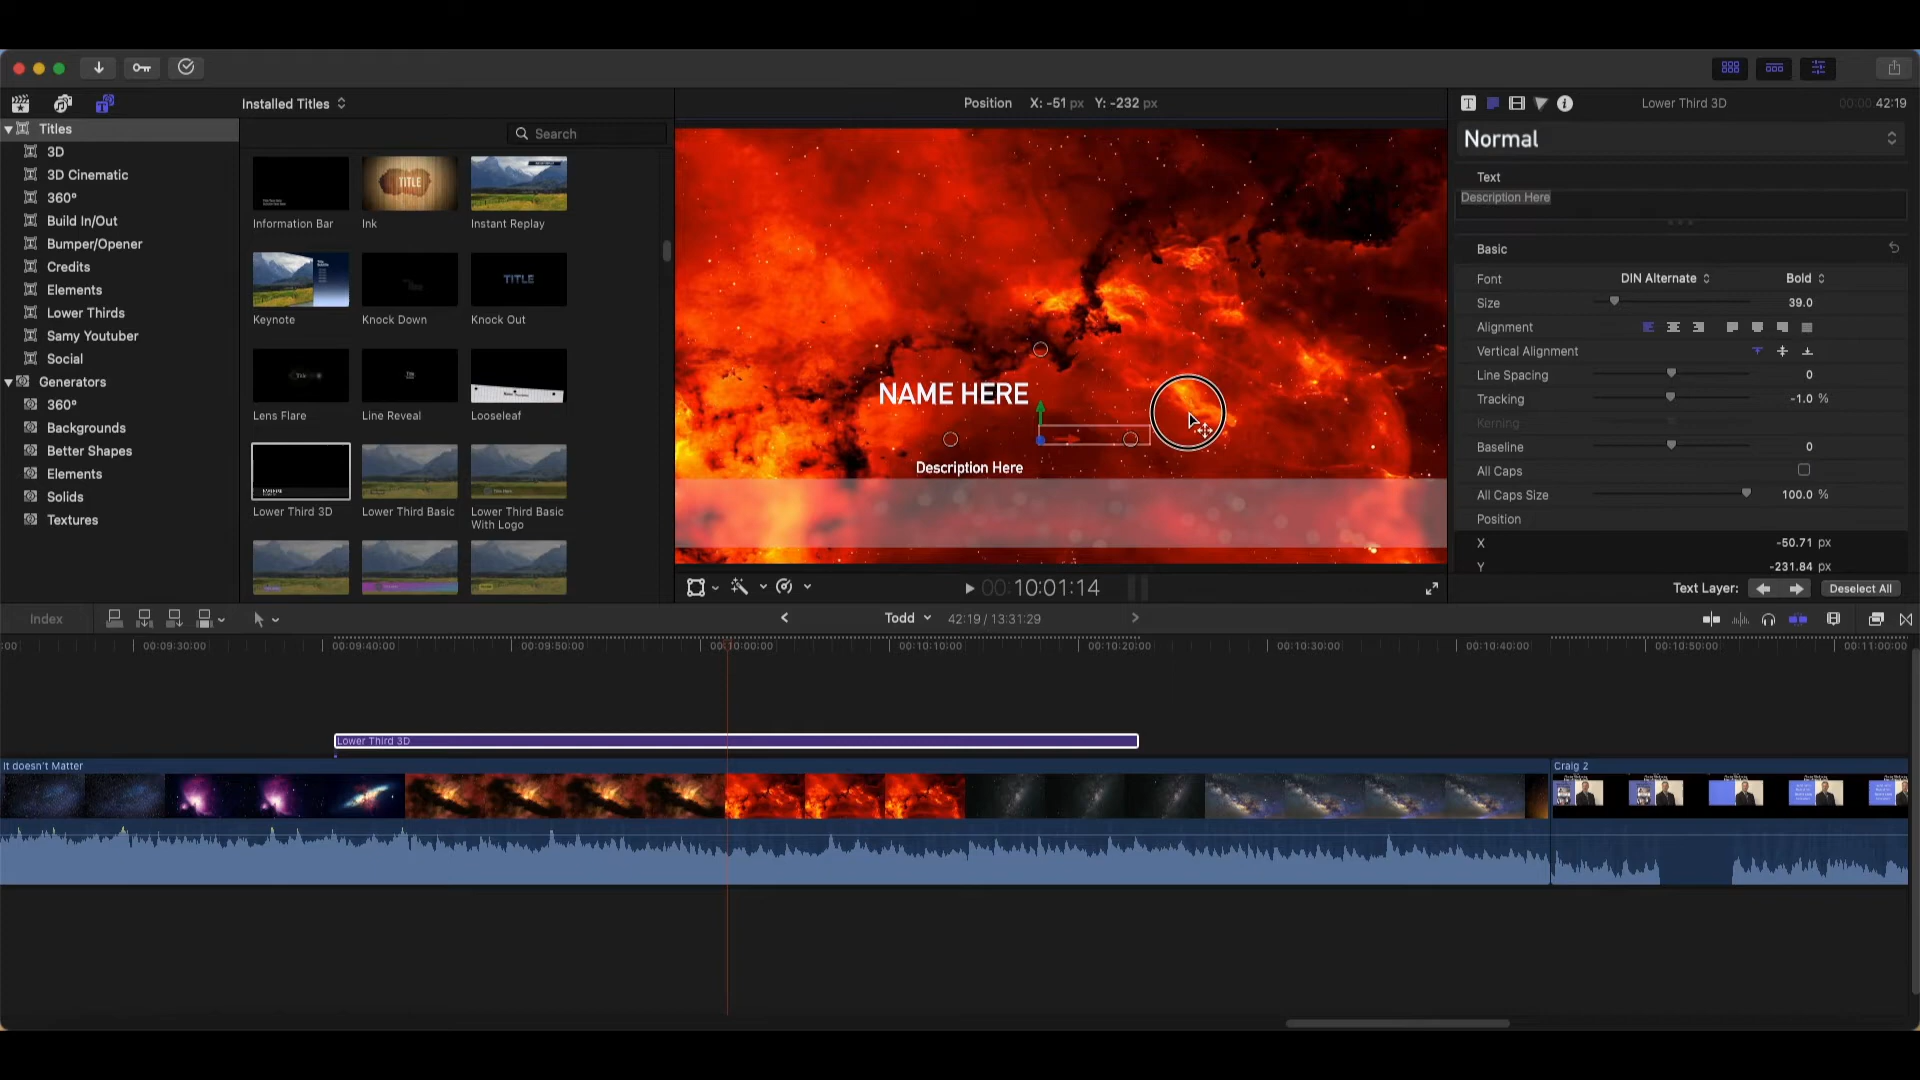 Installed Titles
Position X: -51 px Y: -232 px
Lower Third 3D
00:00:42:19
Titles
Search
Normal
3D
3D Cinematic
360°
Build In/Out
Bumper/Opener
Credits
Elements
Lower Thirds
Samy Youtuber
Social
Generators
360°
Backgrounds
Better Shapes
Elements
Solids
Textures
TITLE
Information Bar
Ink
Instant Replay
TITLE
Keynote
Knock Down
Knock Out
Lens Flare
Line Reveal
Looseleaf
Lower Third 3D
Lower Third Basic
Lower Third Basic
With Logo
NAME HERE
Description Here
Text
Description Here
Basic
Font DIN Alternate Bold
Size 39.0
Alignment
Vertical Alignment
Line Spacing 0
Tracking -1.0 %
Kerning
Baseline 0
All Caps
All Caps Size 100.0 %
Position
X -50.71 px
Y -231.84 px
00:10:01:14
Text Layer: Deselect All
Index
Todd 42:19 / 13:31:29
:00 00:09:30:00 00:09:40:00 00:09:50:00 00:10:00:00 00:10:10:00 00:10:20:00 00:10:30:00 00:10:40:00 00:10:50:00 00:11:00:00
Lower Third 3D
It doesn't Matter
Craig 2